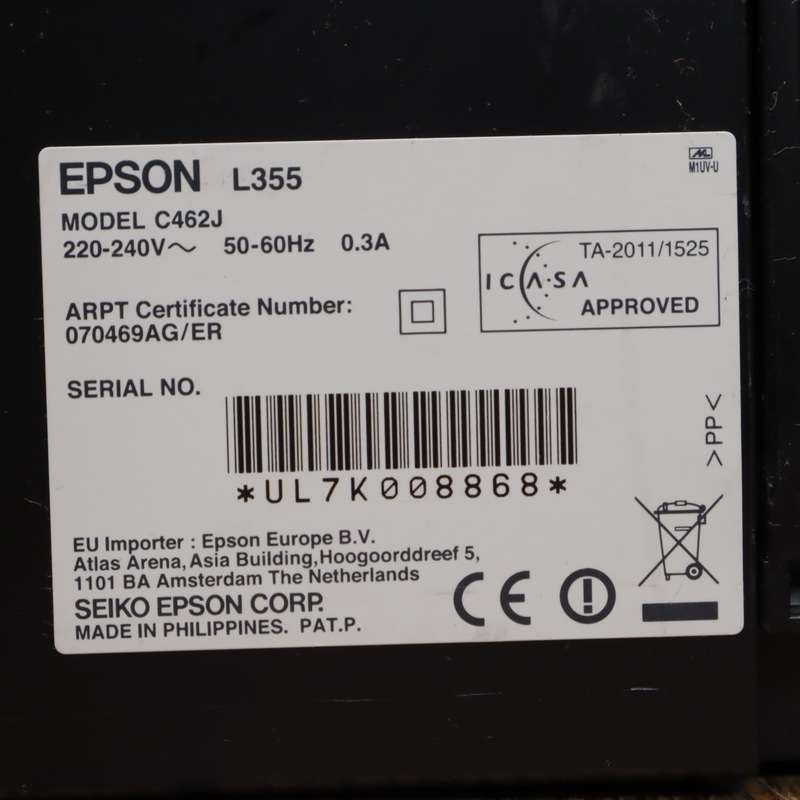 EPSON L355
M1UV-U
MODEL C462J
220-240V~ 50-60Hz 0.3A
ICASA
TA-2011/1525
APPROVED
ARPT Certificate Number:
070469AG/ER
SERIAL NO.
*UL7K008868*
>PP<
EU Importer : Epson Europe B.V.
Atlas Arena, Asia Building,Hoogoorddreef 5,
1101 BA Amsterdam The Netherlands
SEIKO EPSON CORP.
MADE IN PHILIPPINES. PAT.P.
CE